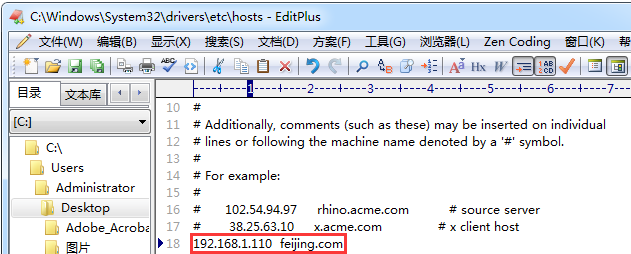 C:\Windows\System32\drivers\etc\hosts - EditPlus
文件(W) 编辑(B) 显示(X) 搜索(S) 文档(D) 方案(F) 工具(G) 浏览器(L) Zen Coding 窗口(K)
目录 文本库
[C:]
C:\
Users
Administrator
Desktop
Adobe_Acroba
图片
----+----1----+----2----+----3----+----4----+----5----+----6----+----7--
10 #
11 # Additionally, comments (such as these) may be inserted on individual
12 # lines or following the machine name denoted by a '#' symbol.
13 #
14 # For example:
15 #
16 # 102.54.94.97 rhino.acme.com # source server
17 # 38.25.63.10 x.acme.com # x client host
18 192.168.1.110 feijing.com